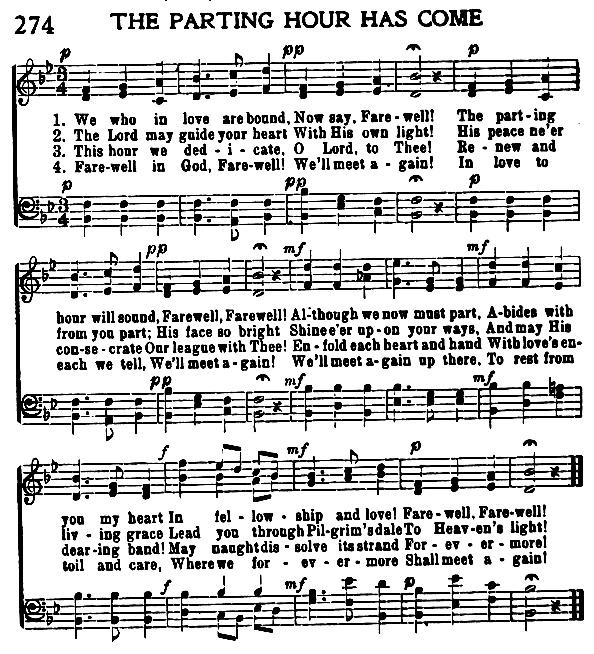 274 THE PARTING HOUR HAS COME
p pp p
3/4
1. We who in love are bound, Now say, Fare-well! The part-ing
2. The Lord may guide your heart With His own light! His peace ne'er
3. This hour we ded-i-cate, O Lord, to Thee! Re-new and
4. Fare-well in God, Fare-well! We'll meet a-gain! In love to
p pp p
3/4
pp mf mf
hour will sound, Farewell, Farewell! Al-though we now must part, A-bides with
from you part; His face so bright Shine e'er up-on your ways, And may His
con-se-crate Our league with Thee! En-fold each heart and hand With love's en-
each we tell, We'll meet a-gain! We'll meet a-gain up there, To rest from
pp mf mf
f mf p
you my heart In fel-low-ship and love! Fare-well, Fare-well!
liv-ing grace Lead you through Pil-grim's dale To Heav-en's light!
dear-ing band! May naught dis-solve its strand For-ev-er-more!
toil and care, Where we for-ev-er-more Shall meet a-gain!
f mf p